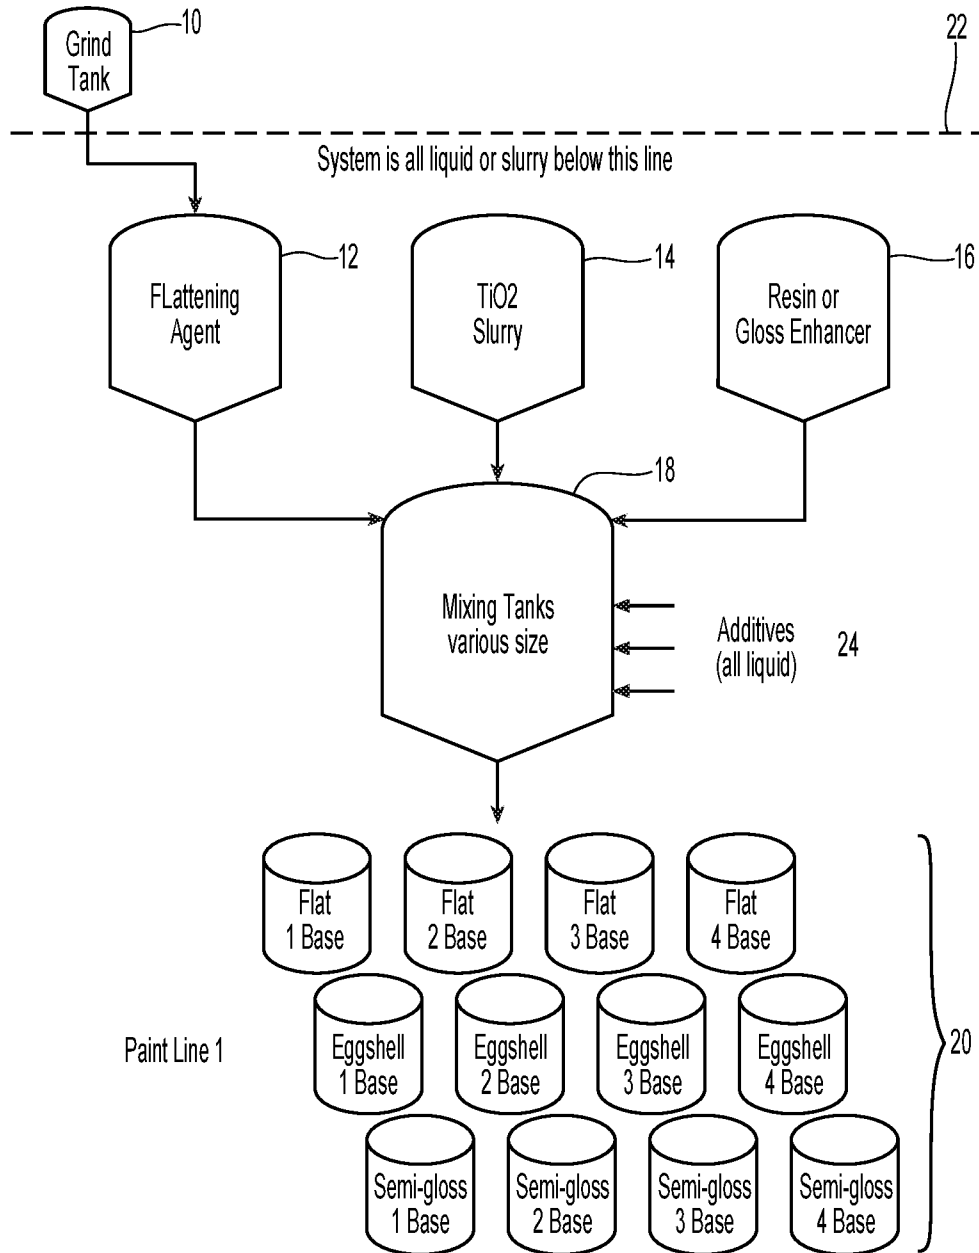 10
Grind
Tank
22
System is all liquid or slurry below this line
12
FLattening
Agent
14
TiO2
Slurry
16
Resin or
Gloss Enhancer
18
Mixing Tanks
various size
Additives
(all liquid)
24
Flat
1 Base
Flat
2 Base
Flat
3 Base
Flat
4 Base
Paint Line 1
Eggshell
1 Base
Eggshell
2 Base
Eggshell
3 Base
Eggshell
4 Base
20
Semi-gloss
1 Base
Semi-gloss
2 Base
Semi-gloss
3 Base
Semi-gloss
4 Base